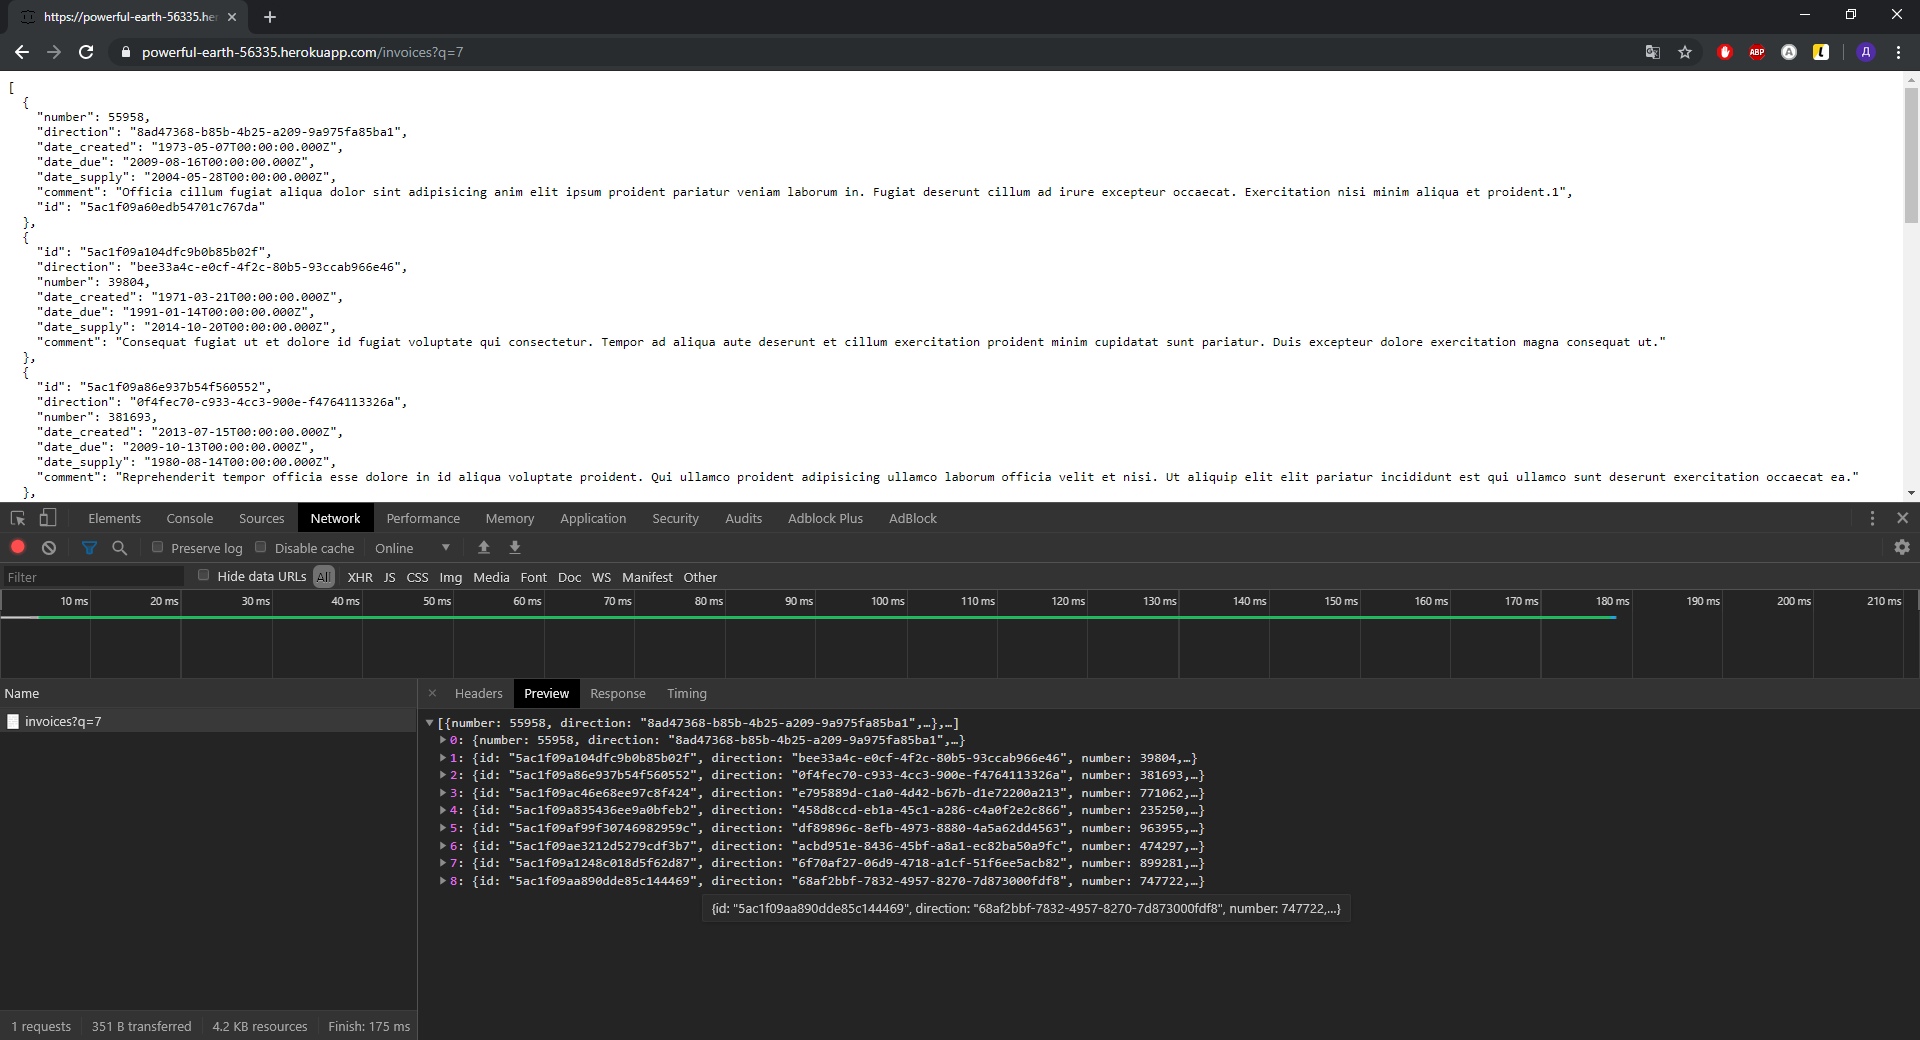 https://powerful-earth-56335.her
powerful-earth-56335.herokuapp.com/invoices?q=7
ABP
A
Д
[
{
"number": 55958,
"direction": "8ad47368-b85b-4b25-a209-9a975fa85ba1",
"date_created": "1973-05-07T00:00:00.000Z",
"date_due": "2009-08-16T00:00:00.000Z",
"date_supply": "2004-05-28T00:00:00.000Z",
"comment": "Officia cillum fugiat aliqua dolor sint adipisicing anim elit ipsum proident pariatur veniam laborum in. Fugiat deserunt cillum ad irure excepteur occaecat. Exercitation nisi minim aliqua et proident.1",
"id": "5ac1f09a60edb54701c767da"
},
{
"id": "5ac1f09a104dfc9b0b85b02f",
"direction": "bee33a4c-e0cf-4f2c-80b5-93ccab966e46",
"number": 39804,
"date_created": "1971-03-21T00:00:00.000Z",
"date_due": "1991-01-14T00:00:00.000Z",
"date_supply": "2014-10-20T00:00:00.000Z",
"comment": "Consequat fugiat ut et dolore id fugiat voluptate qui consectetur. Tempor ad aliqua aute deserunt et cillum exercitation proident minim cupidatat sunt pariatur. Duis excepteur dolore exercitation magna consequat ut."
},
{
"id": "5ac1f09a86e937b54f560552",
"direction": "0f4fec70-c933-4cc3-900e-f4764113326a",
"number": 381693,
"date_created": "2013-07-15T00:00:00.000Z",
"date_due": "2009-10-13T00:00:00.000Z",
"date_supply": "1980-08-14T00:00:00.000Z",
"comment": "Reprehenderit tempor officia esse dolore in id aliqua voluptate proident. Qui ullamco proident adipisicing ullamco laborum officia velit et nisi. Ut aliquip elit elit pariatur incididunt est qui ullamco sunt deserunt exercitation occaecat ea."
},
Elements Console Sources Network Performance Memory Application Security Audits Adblock Plus AdBlock
Preserve log Disable cache Online
Filter Hide data URLs All XHR JS CSS Img Media Font Doc WS Manifest Other
10 ms 20 ms 30 ms 40 ms 50 ms 60 ms 70 ms 80 ms 90 ms 100 ms 110 ms 120 ms 130 ms 140 ms 150 ms 160 ms 170 ms 180 ms 190 ms 200 ms 210 ms
Name
invoices?q=7
Headers Preview Response Timing
[{number: 55958, direction: "8ad47368-b85b-4b25-a209-9a975fa85ba1",…},…]
0: {number: 55958, direction: "8ad47368-b85b-4b25-a209-9a975fa85ba1",…}
1: {id: "5ac1f09a104dfc9b0b85b02f", direction: "bee33a4c-e0cf-4f2c-80b5-93ccab966e46", number: 39804,…}
2: {id: "5ac1f09a86e937b54f560552", direction: "0f4fec70-c933-4cc3-900e-f4764113326a", number: 381693,…}
3: {id: "5ac1f09ac46e68ee97c8f424", direction: "e795889d-c1a0-4d42-b67b-d1e72200a213", number: 771062,…}
4: {id: "5ac1f09a835436ee9a0bfeb2", direction: "458d8ccd-eb1a-45c1-a286-c4a0f2e2c866", number: 235250,…}
5: {id: "5ac1f09af99f30746982959c", direction: "df89896c-8efb-4973-8880-4a5a62dd4563", number: 963955,…}
6: {id: "5ac1f09ae3212d5279cdf3b7", direction: "acbd951e-8436-45bf-a8a1-ec82ba50a9fc", number: 474297,…}
7: {id: "5ac1f09a1248c018d5f62d87", direction: "6f70af27-06d9-4718-a1cf-51f6ee5acb82", number: 899281,…}
8: {id: "5ac1f09aa890dde85c144469", direction: "68af2bbf-7832-4957-8270-7d873000fdf8", number: 747722,…}
{id: "5ac1f09aa890dde85c144469", direction: "68af2bbf-7832-4957-8270-7d873000fdf8", number: 747722,…}
1 requests 351 B transferred 4.2 KB resources Finish: 175 ms